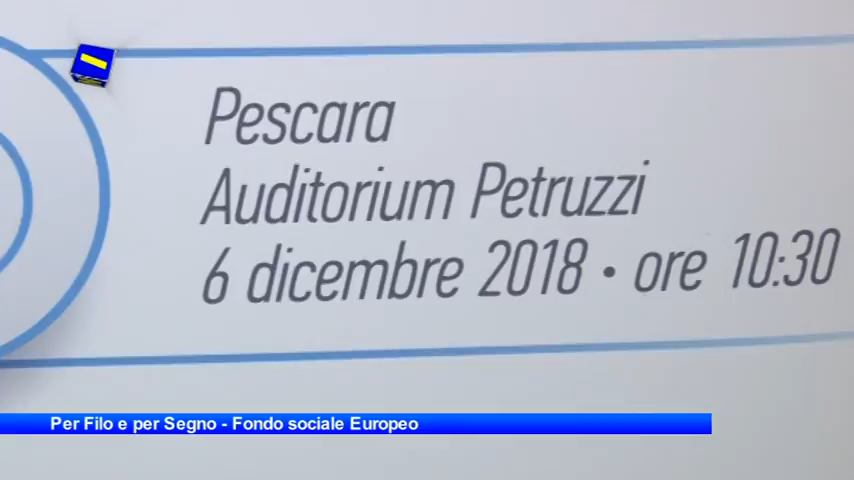 Pescara
Auditorium Petruzzi
6 dicembre 2018 • ore 10:30
Per Filo e per Segno - Fondo sociale Europeo